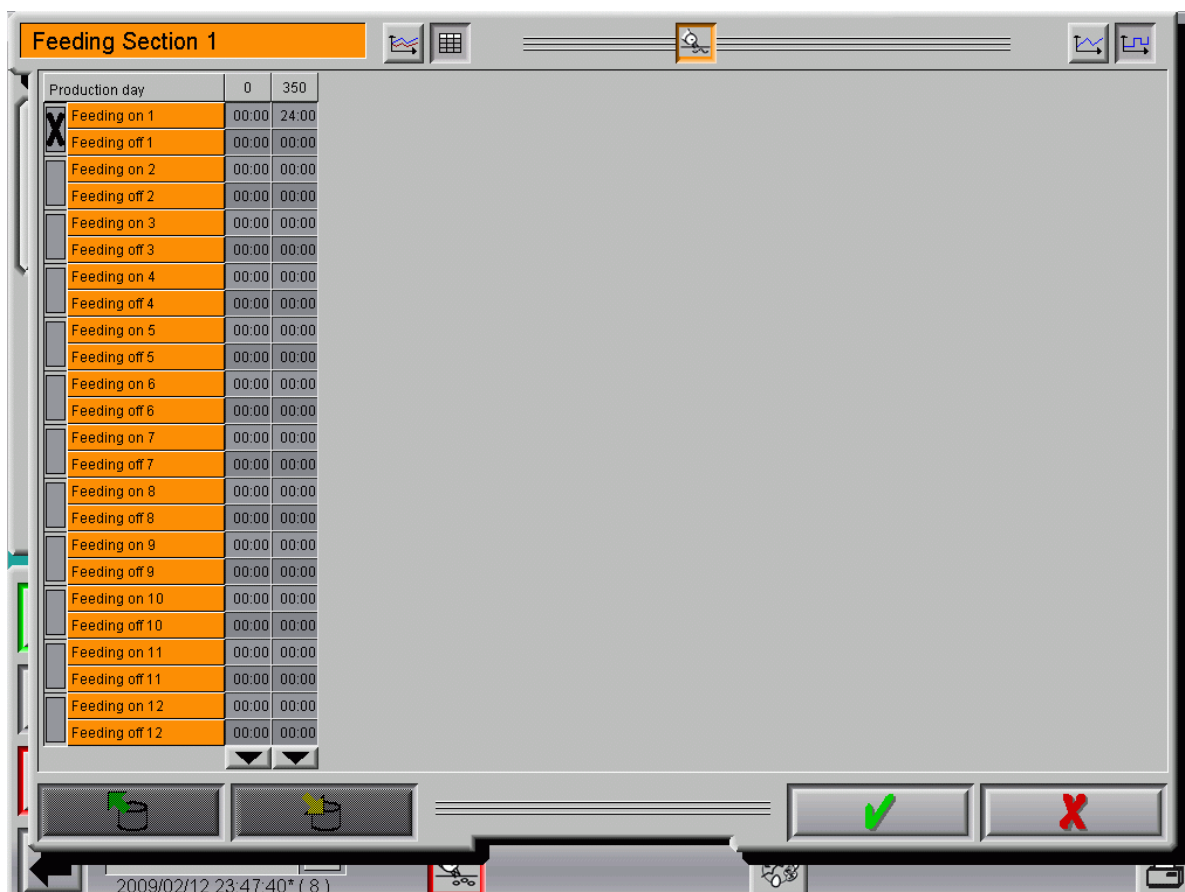 Feeding Section 1
Production day 0 350
Feeding on 1 00:00 24:00
Feeding off 1 00:00 00:00
Feeding on 2 00:00 00:00
Feeding off 2 00:00 00:00
Feeding on 3 00:00 00:00
Feeding off 3 00:00 00:00
Feeding on 4 00:00 00:00
Feeding off 4 00:00 00:00
Feeding on 5 00:00 00:00
Feeding off 5 00:00 00:00
Feeding on 6 00:00 00:00
Feeding off 6 00:00 00:00
Feeding on 7 00:00 00:00
Feeding off 7 00:00 00:00
Feeding on 8 00:00 00:00
Feeding off 8 00:00 00:00
Feeding on 9 00:00 00:00
Feeding off 9 00:00 00:00
Feeding on 10 00:00 00:00
Feeding off 10 00:00 00:00
Feeding on 11 00:00 00:00
Feeding off 11 00:00 00:00
Feeding on 12 00:00 00:00
Feeding off 12 00:00 00:00
2009/02/12 23:47:40* ( 8 )